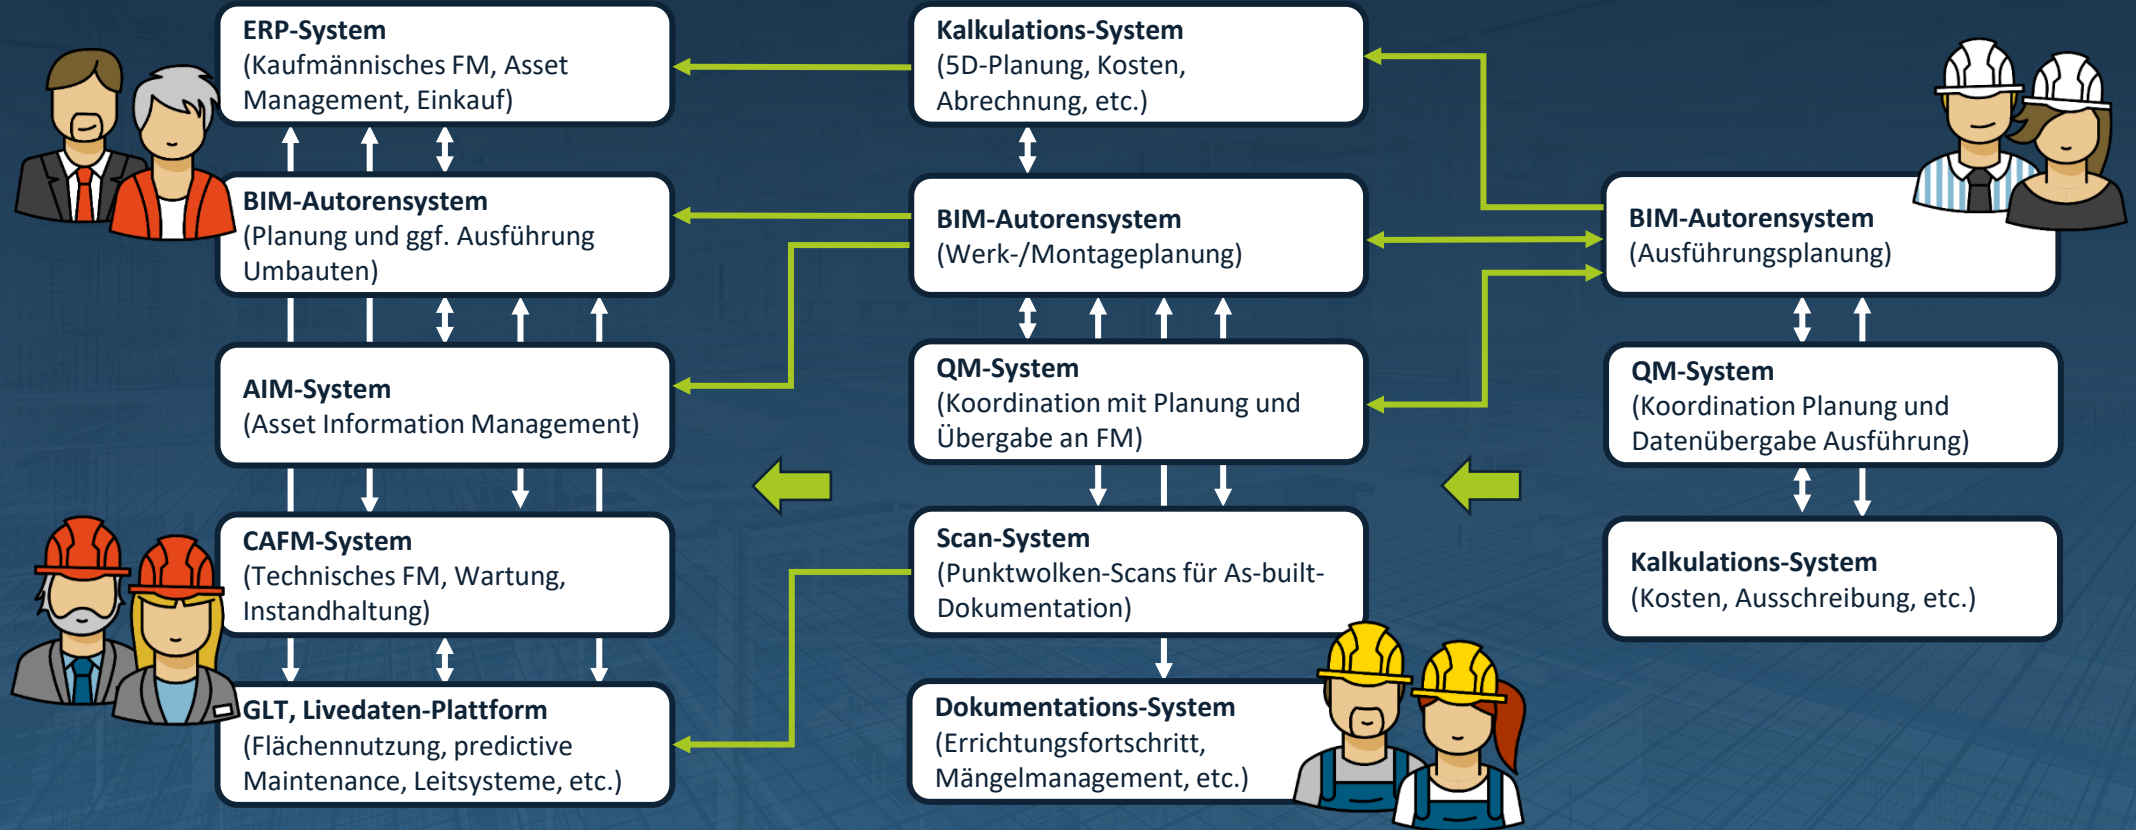 ERP-System
(Kaufmännisches FM, Asset
Management, Einkauf)
BIM-Autorensystem
(Planung und ggf. Ausführung
Umbauten)
AIM-System
(Asset Information Management)
CAFM-System
(Technisches FM, Wartung,
Instandhaltung)
GLT, Livedaten-Plattform
(Flächennutzung, predictive
Maintenance, Leitsysteme, etc.)
Kalkulations-System
(5D-Planung, Kosten,
Abrechnung, etc.)
BIM-Autorensystem
(Werk-/Montageplanung)
QM-System
(Koordination mit Planung und
Übergabe an FM)
Scan-System
(Punktwolken-Scans für As-built-
Dokumentation)
Dokumentations-System
(Errichtungsfortschritt,
Mängelmanagement, etc.)
BIM-Autorensystem
(Ausführungsplanung)
QM-System
(Koordination Planung und
Datenübergabe Ausführung)
Kalkulations-System
(Kosten, Ausschreibung, etc.)